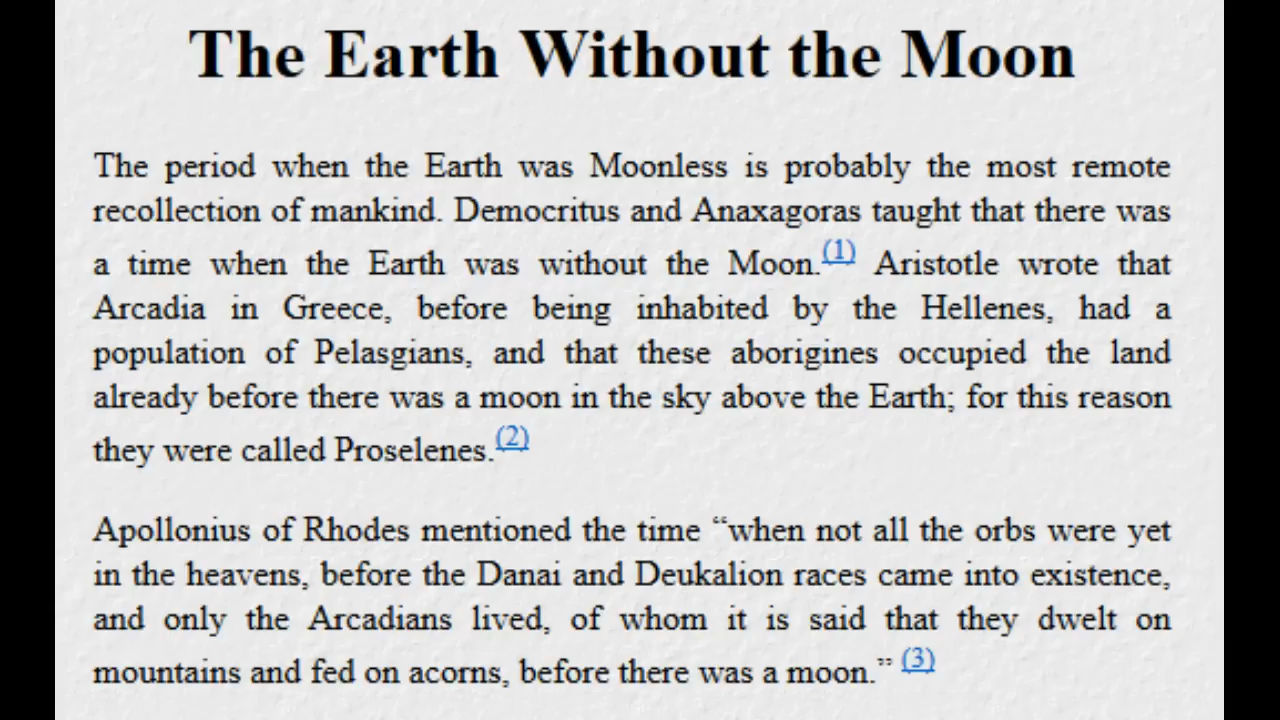 The Earth Without the Moon
The period when the Earth was Moonless is probably the most remote
recollection of mankind. Democritus and Anaxagoras taught that there was
a time when the Earth was without the Moon.(1) Aristotle wrote that
Arcadia in Greece, before being inhabited by the Hellenes, had a
population of Pelasgians, and that these aborigines occupied the land
already before there was a moon in the sky above the Earth; for this reason
they were called Proselenes.(2)
Apollonius of Rhodes mentioned the time “when not all the orbs were yet
in the heavens, before the Danai and Deukalion races came into existence,
and only the Arcadians lived, of whom it is said that they dwelt on
mountains and fed on acorns, before there was a moon.” (3)